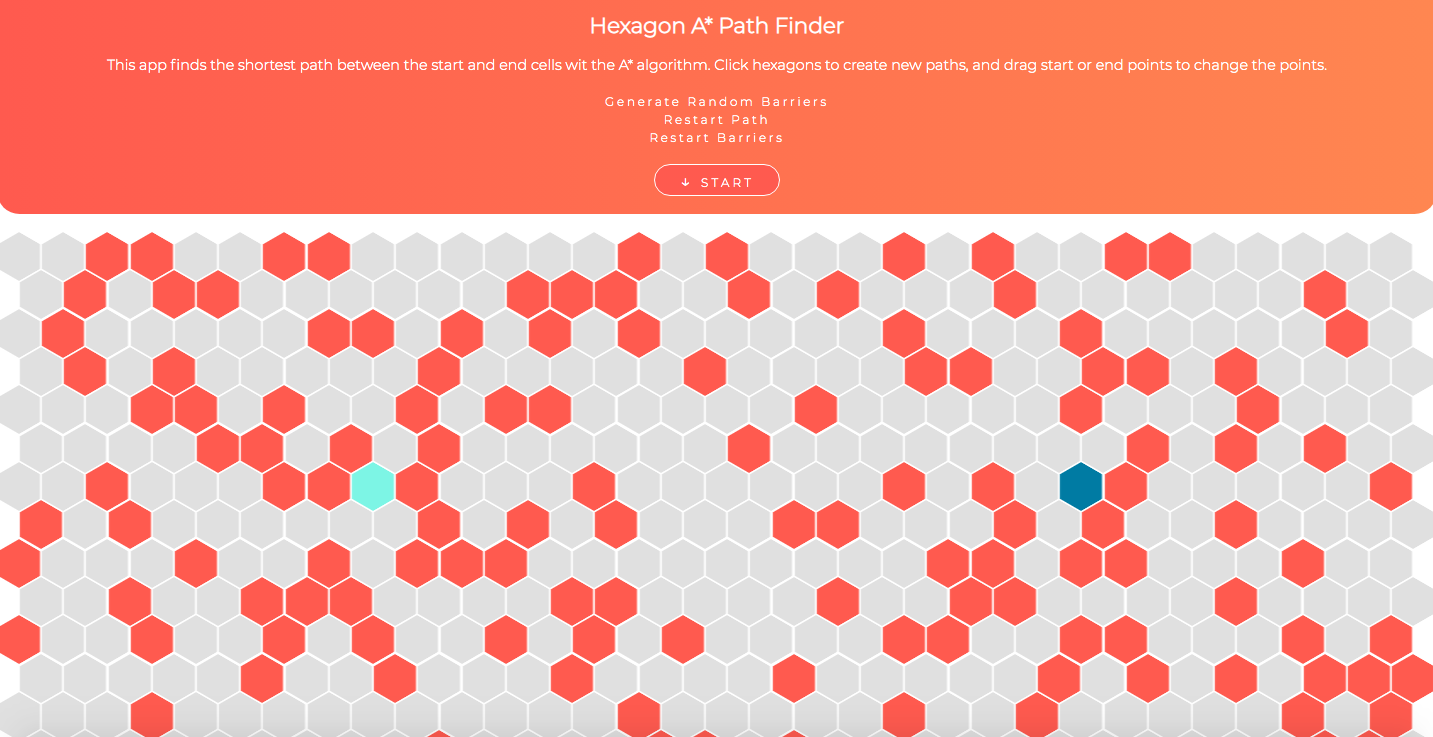 Hexagon A* Path Finder
This app finds the shortest path between the start and end cells wit the A* algorithm. Click hexagons to create new paths, and drag start or end points to change the points.
Generate Random Barriers
Restart Path
Restart Barriers
↓ START